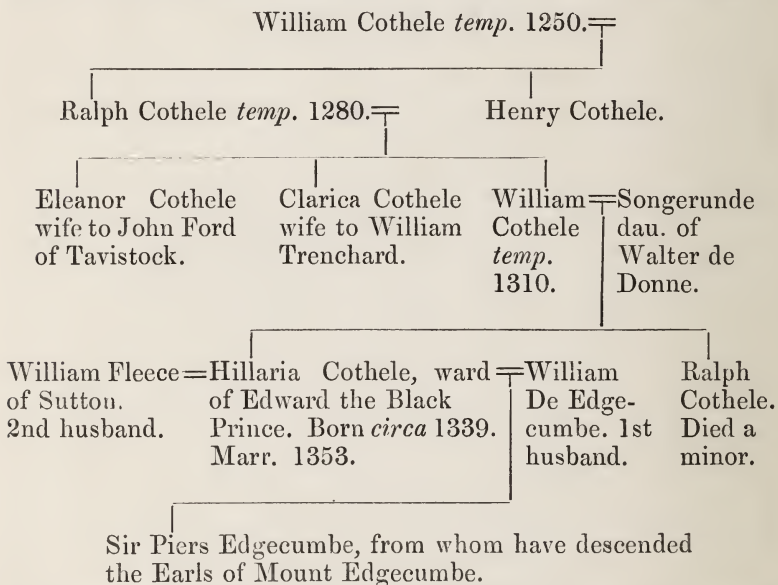 William Cothele temp. 1250.
Ralph Cothele temp. 1280.
Henry Cothele.
Eleanor Cothele
wife to John Ford
of Tavistock.
Clarica Cothele
wife to William
Trenchard.
William
Cothele
temp.
1310.
Songerunde
dau. of
Walter de
Donne.
William Fleece
of Sutton.
2nd husband.
Hillaria Cothele, ward
of Edward the Black
Prince. Born circa 1339.
Marr. 1353.
William
De Edge-
cumbe. 1st
husband.
Ralph
Cothele.
Died a
minor.
Sir Piers Edgecumbe, from whom have descended
the Earls of Mount Edgecumbe.